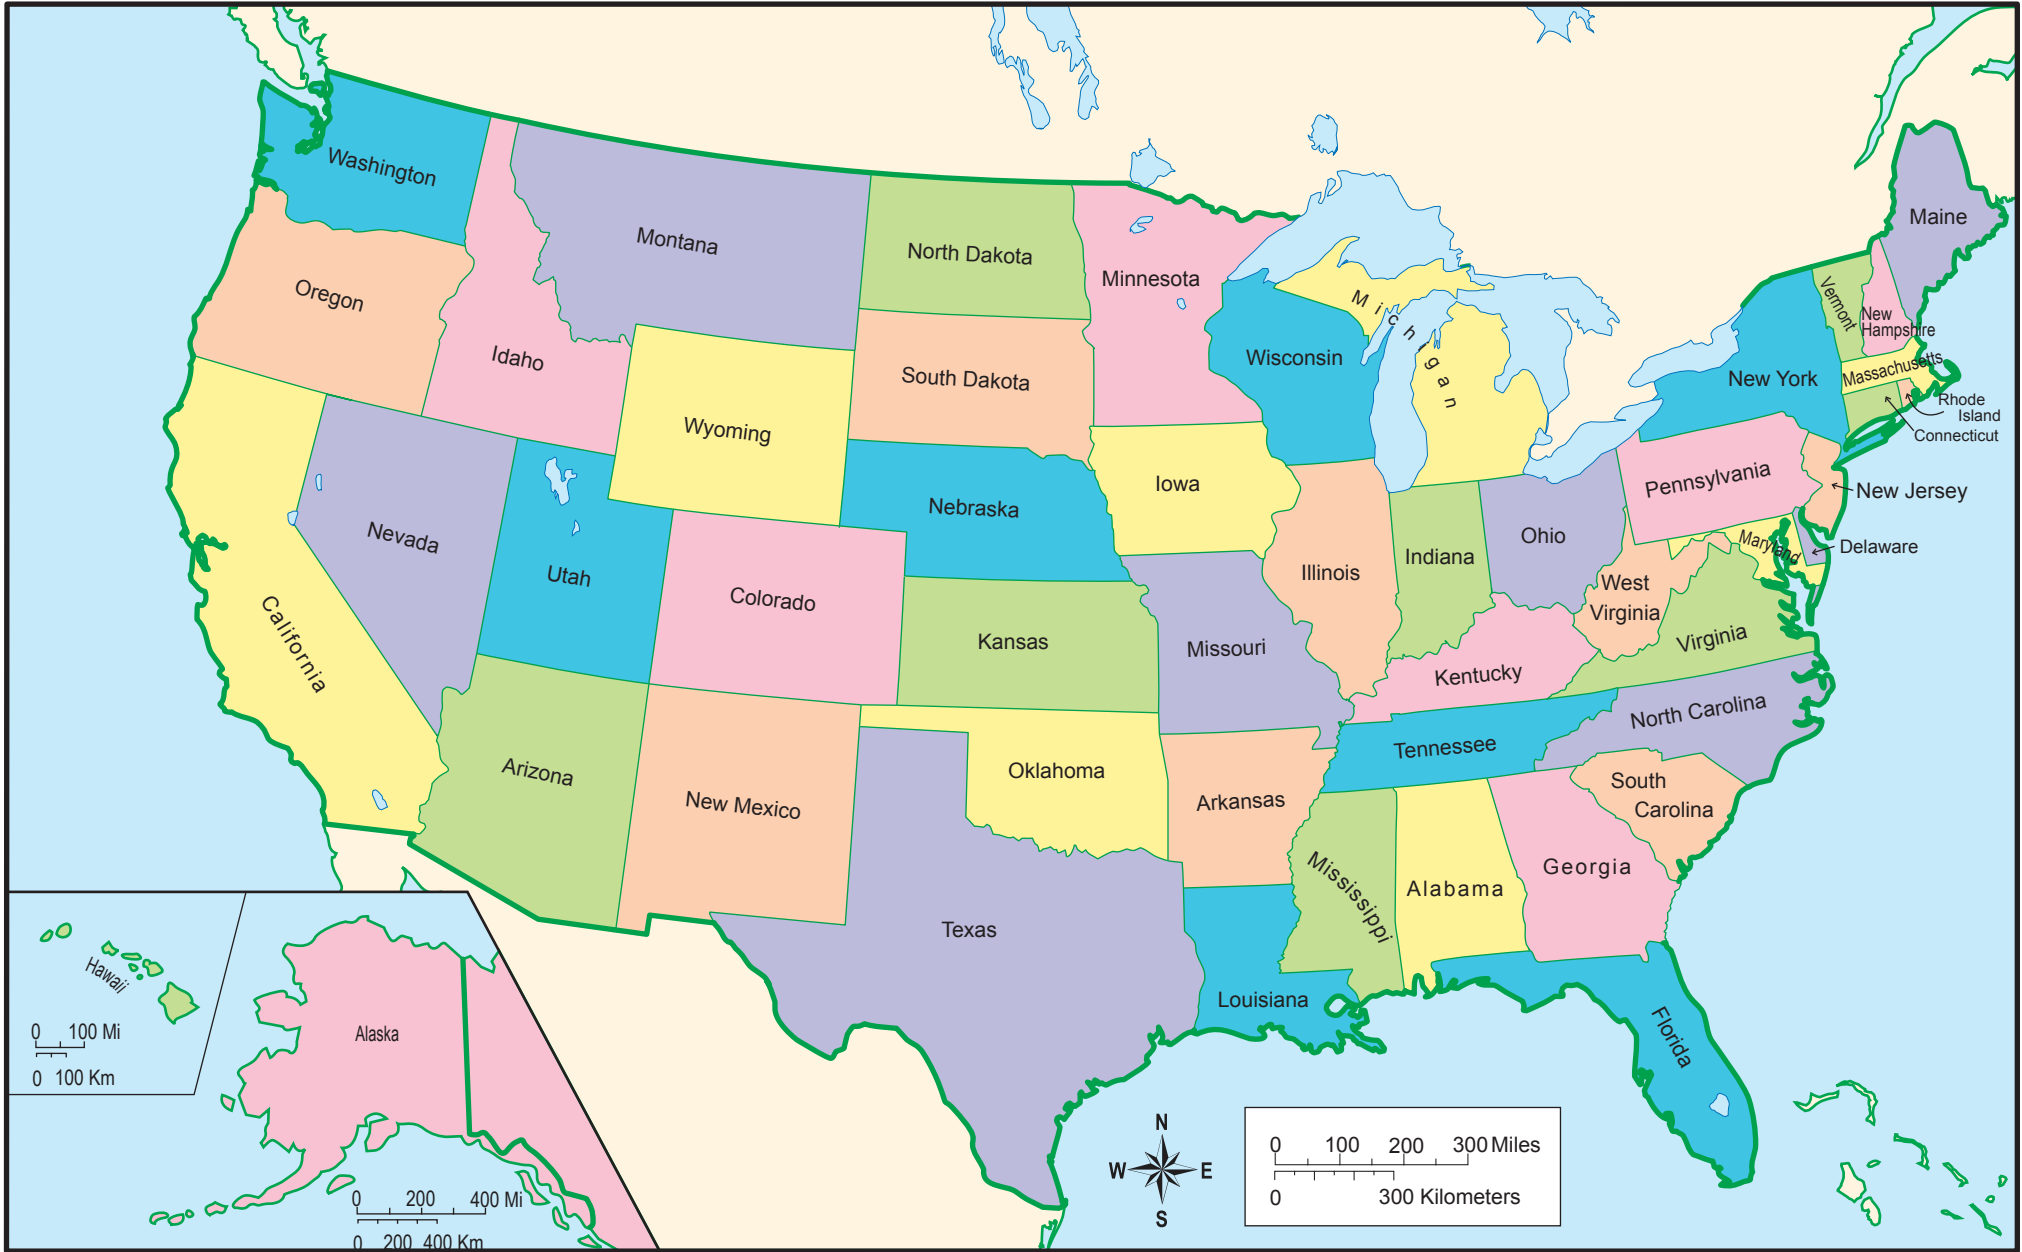 Washington
Montana
North Dakota
Minnesota
Maine
Oregon
Idaho
Michigan
Vermont
New
Hampshire
Wyoming
South Dakota
Wisconsin
New York
Massachusetts
Rhode
Island
Connecticut
Nevada
Utah
Nebraska
Iowa
Pennsylvania
New Jersey
Colorado
Illinois
Indiana
Ohio
Maryland
Delaware
California
Kansas
Missouri
West
Virginia
Virginia
Kentucky
Arizona
New Mexico
Oklahoma
Arkansas
Tennessee
North Carolina
South
Carolina
Texas
Mississippi
Alabama
Georgia
Louisiana
Florida
Hawaii
0 100 Mi
0 100 Km
Alaska
0 200 400 Mi
0 200 400 Km
N
W E
S
0 100 200 300 Miles
0 300 Kilometers